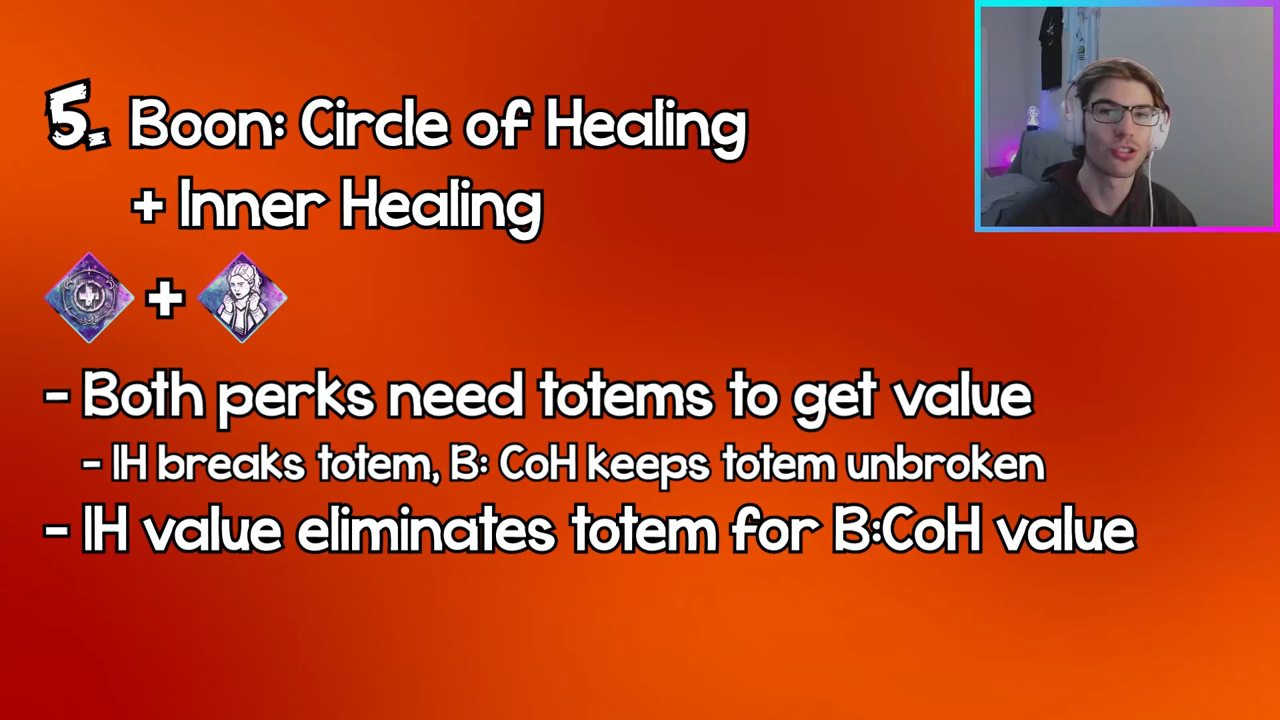 5. Boon: Circle of Healing
+ Inner Healing
+
- Both perks need totems to get value
- IH breaks totem, B: CoH keeps totem unbroken
- IH value eliminates totem for B:CoH value